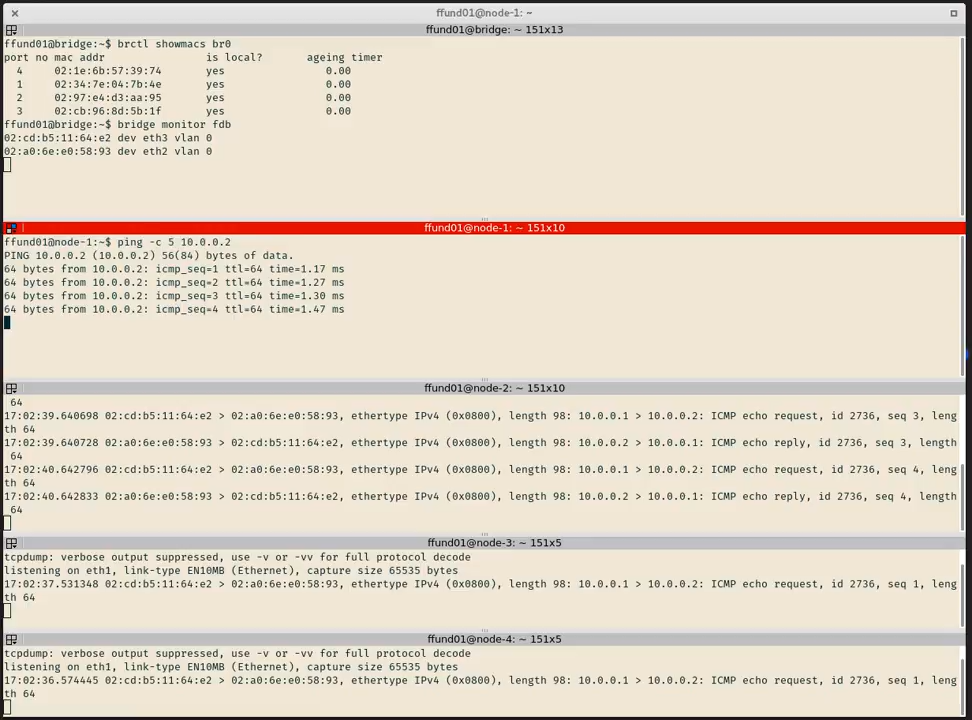 ffund01@node-1: ~
ffund01@bridge: ~ 151x13
ffund01@bridge:~$ brctl showmacs br0
port no mac addr is local? ageing timer
4 02:1e:6b:57:39:74 yes 0.00
1 02:34:7e:04:7b:4e yes 0.00
2 02:97:e4:d3:aa:95 yes 0.00
3 02:cb:96:8d:5b:1f yes 0.00
ffund01@bridge:~$ bridge monitor fdb
02:cd:b5:11:64:e2 dev eth3 vlan 0
02:a0:6e:e0:58:93 dev eth2 vlan 0
ffund01@node-1: ~ 151x10
ffund01@node-1:~$ ping -c 5 10.0.0.2
PING 10.0.0.2 (10.0.0.2) 56(84) bytes of data.
64 bytes from 10.0.0.2: icmp_seq=1 ttl=64 time=1.17 ms
64 bytes from 10.0.0.2: icmp_seq=2 ttl=64 time=1.27 ms
64 bytes from 10.0.0.2: icmp_seq=3 ttl=64 time=1.30 ms
64 bytes from 10.0.0.2: icmp_seq=4 ttl=64 time=1.47 ms
ffund01@node-2: ~ 151x10
64
17:02:39.640698 02:cd:b5:11:64:e2 > 02:a0:6e:e0:58:93, ethertype IPv4 (0x0800), length 98: 10.0.0.1 > 10.0.0.2: ICMP echo request, id 2736, seq 3, leng
th 64
17:02:39.640728 02:a0:6e:e0:58:93 > 02:cd:b5:11:64:e2, ethertype IPv4 (0x0800), length 98: 10.0.0.2 > 10.0.0.1: ICMP echo reply, id 2736, seq 3, length
64
17:02:40.642796 02:cd:b5:11:64:e2 > 02:a0:6e:e0:58:93, ethertype IPv4 (0x0800), length 98: 10.0.0.1 > 10.0.0.2: ICMP echo request, id 2736, seq 4, leng
th 64
17:02:40.642833 02:a0:6e:e0:58:93 > 02:cd:b5:11:64:e2, ethertype IPv4 (0x0800), length 98: 10.0.0.2 > 10.0.0.1: ICMP echo reply, id 2736, seq 4, length
64
ffund01@node-3: ~ 151x5
tcpdump: verbose output suppressed, use -v or -vv for full protocol decode
listening on eth1, link-type EN10MB (Ethernet), capture size 65535 bytes
17:02:37.531348 02:cd:b5:11:64:e2 > 02:a0:6e:e0:58:93, ethertype IPv4 (0x0800), length 98: 10.0.0.1 > 10.0.0.2: ICMP echo request, id 2736, seq 1, leng
th 64
ffund01@node-4: ~ 151x5
tcpdump: verbose output suppressed, use -v or -vv for full protocol decode
listening on eth1, link-type EN10MB (Ethernet), capture size 65535 bytes
17:02:36.574445 02:cd:b5:11:64:e2 > 02:a0:6e:e0:58:93, ethertype IPv4 (0x0800), length 98: 10.0.0.1 > 10.0.0.2: ICMP echo request, id 2736, seq 1, leng
th 64